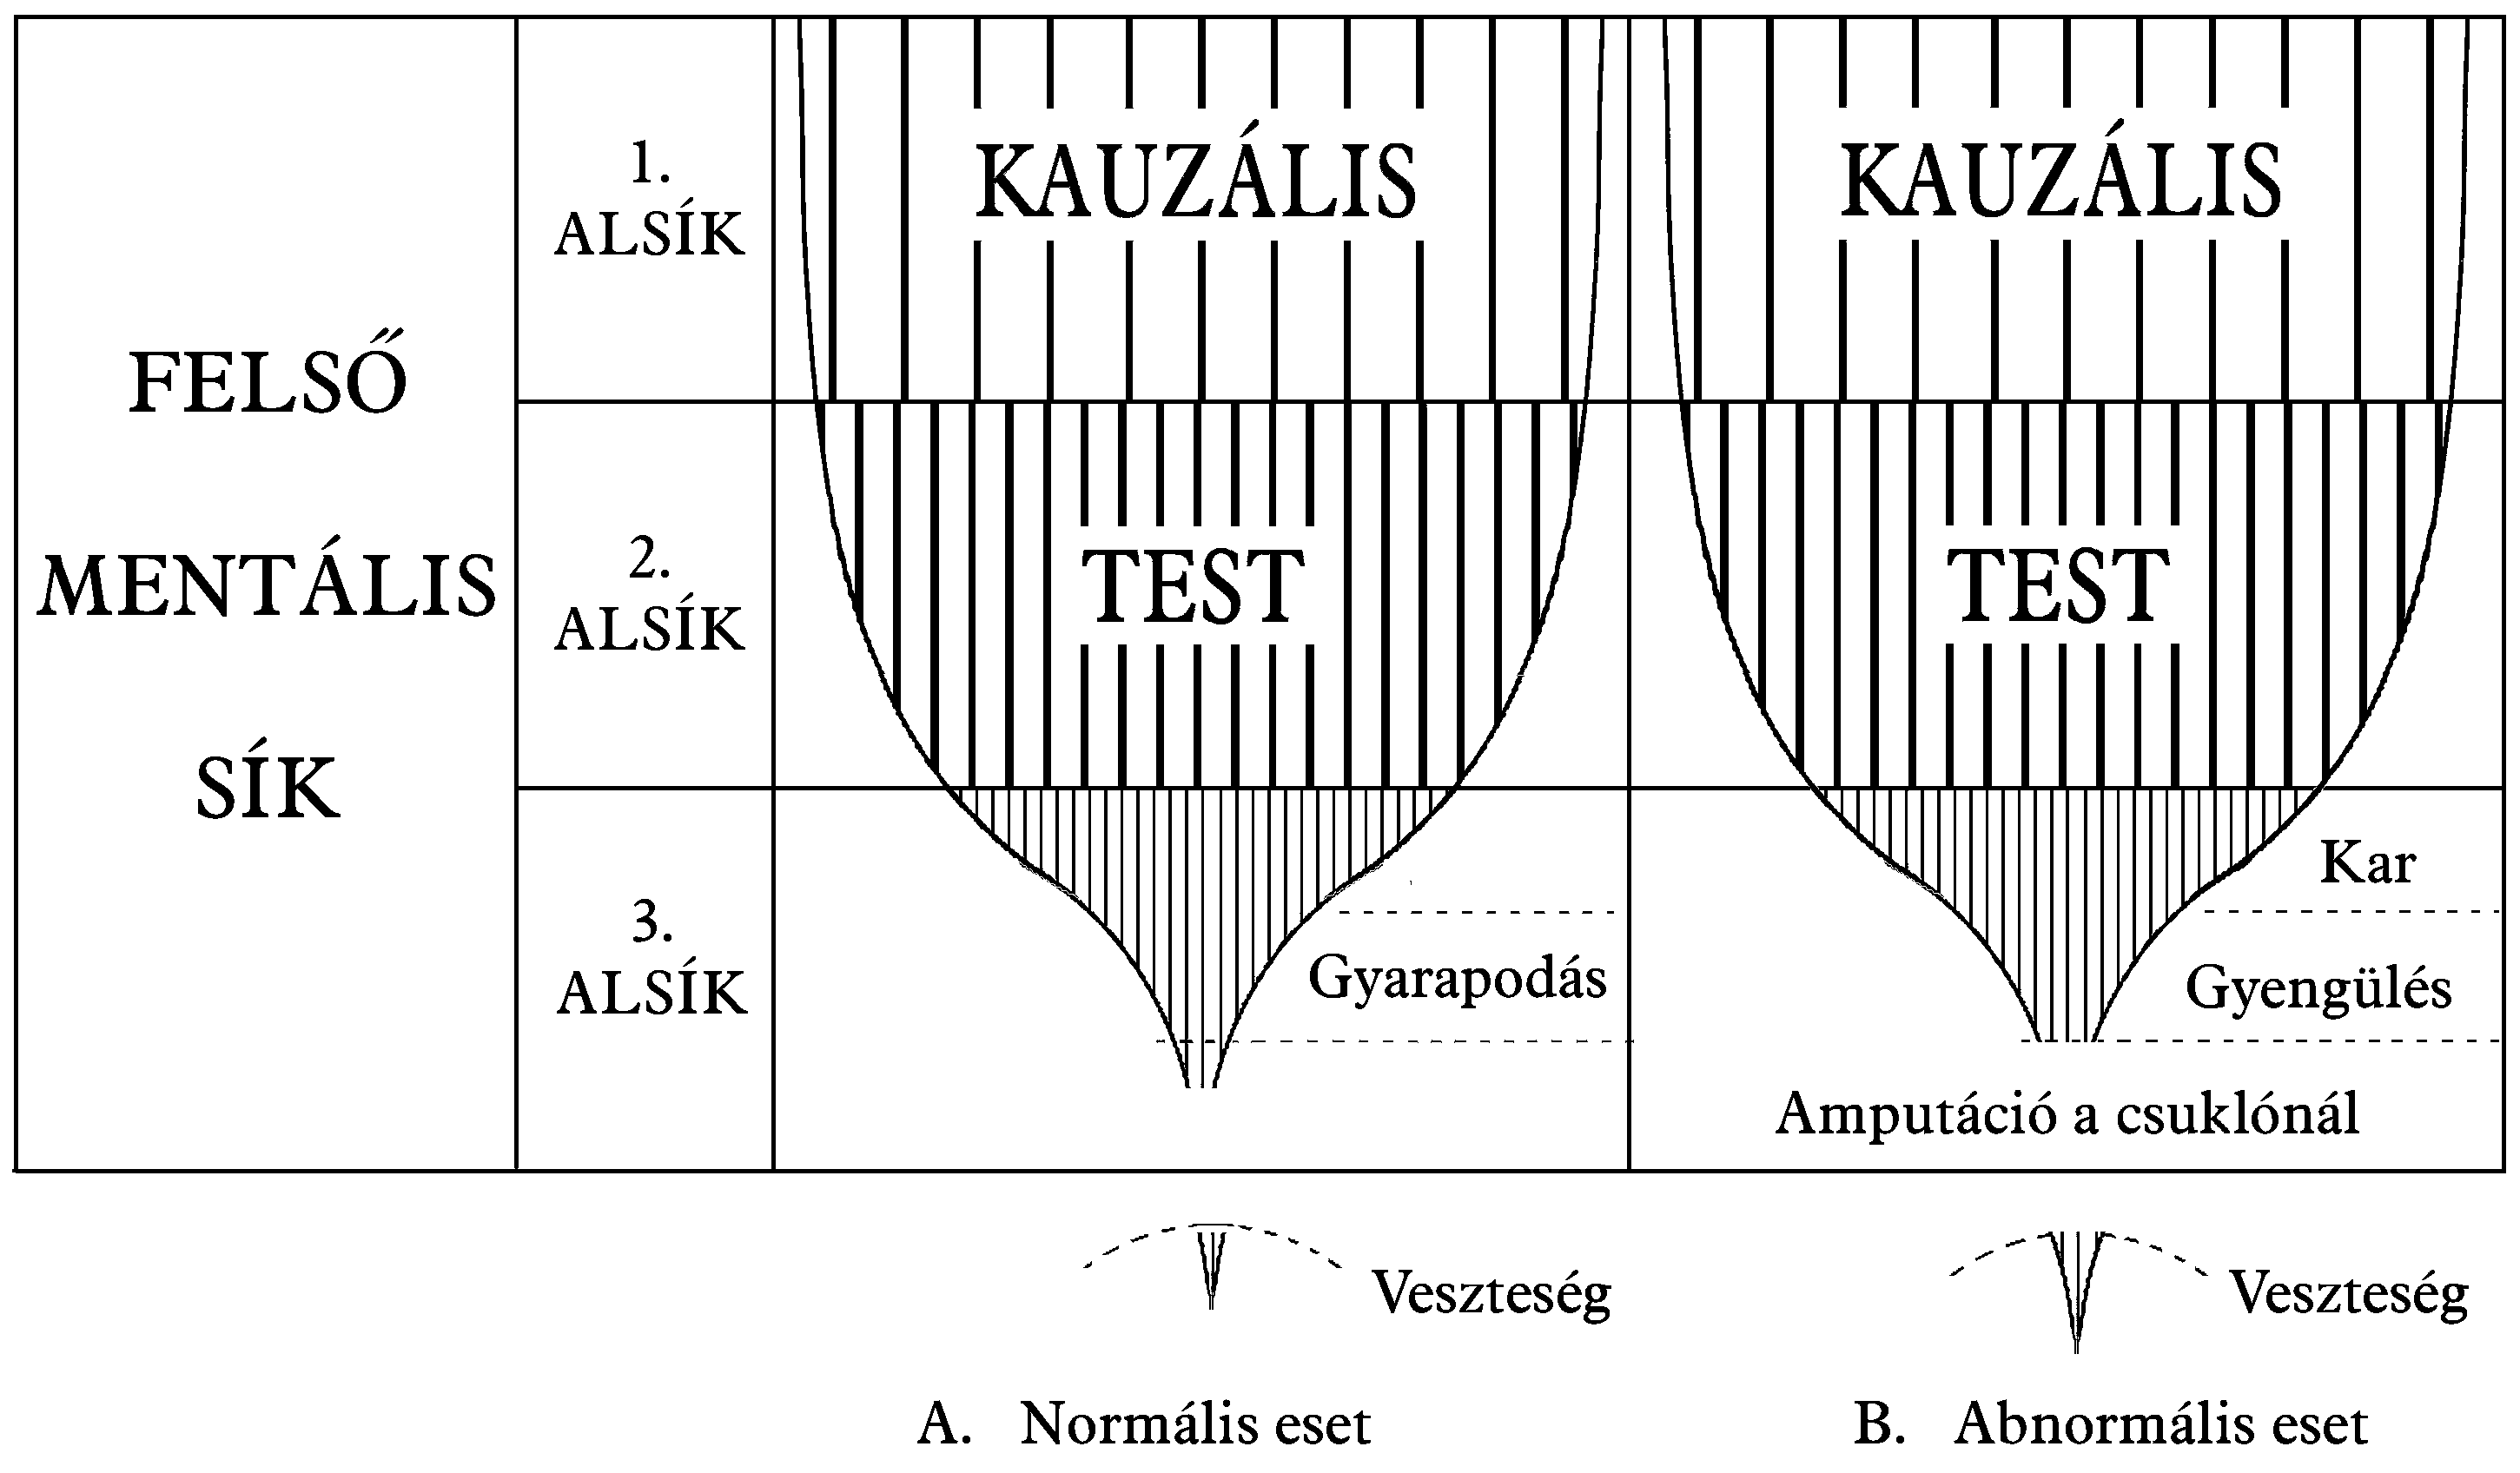 FELSŐ
MENTÁLIS
SÍK
1.
ALSÍK
2.
ALSÍK
3.
ALSÍK
KAUZÁLIS
TEST
Gyarapodás
KAUZÁLIS
TEST
Kar
Gyengülés
Amputáció a csuklónál
Veszteség
Veszteség
A. Normális eset
B. Abnormális eset